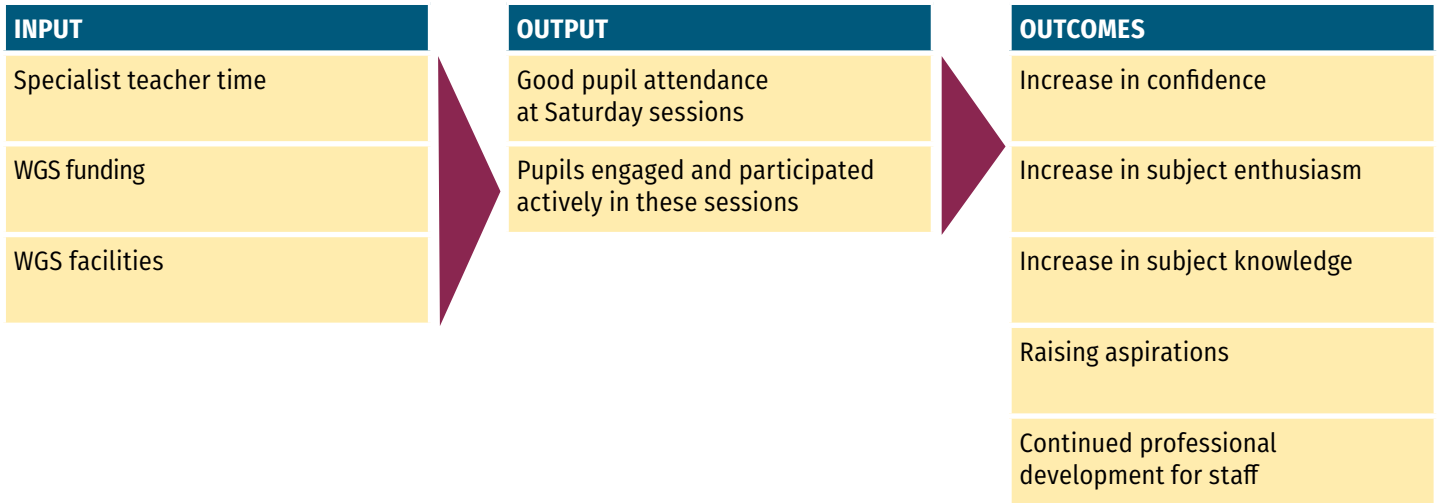 INPUT
Specialist teacher time
WGS funding
WGS facilities
OUTPUT
Good pupil attendance
at Saturday sessions
Pupils engaged and participated
actively in these sessions
OUTCOMES
Increase in confidence
Increase in subject enthusiasm
Increase in subject knowledge
Raising aspirations
Continued professional
development for staff